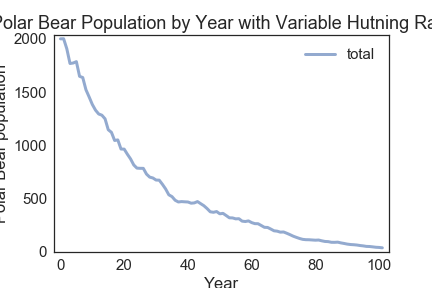 Polar Bear Population by Year with Variable Hutning Ra
total
Polar Bear population
2000
1500
1000
500
0
0 20 40 60 80 100
Year